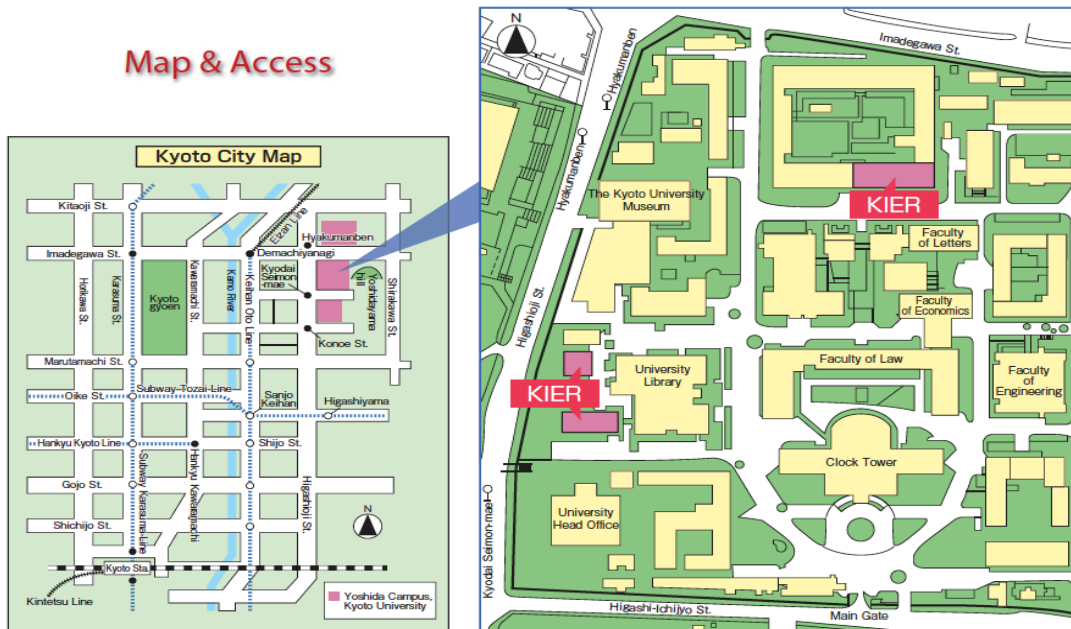 Map & Access
Kyoto City Map
Kitaoji St.
Eizan Line
Hyakumanben
Imadegawa St.
Demachiyanagi
Kyodai
Seimon
-mae
Yoshidayama
hill
Shirakawa St.
Horikawa St.
Karasuma St.
Kyoto
gyoen
Kawaramachi St.
Kamo River
Keihan Oto Line
Konoe St.
Marutamachi St.
Subway-Tozai-Line
Oike St.
Sanjo
Keihan
Higashiyama
Hankyu Kyoto Line
Shijo St.
Gojo St.
Subway Karasuma-Line
Hankyu Kawaramachi
Higashioji St.
Shichijo St.
N
Kyoto Sta.
Kintetsu Line
Yoshida Campus,
Kyoto University
N
Hyakumanben
Imadegawa St.
Hyakumanben
The Kyoto University
Museum
KIER
Faculty
of Letters
Higashioji St.
Faculty
of Economics
Faculty of Law
University
Library
Faculty
of
Engineering
KIER
Clock Tower
University
Head Office
Kyodai Seimon-mae
Higashi-Ichijyo St.
Main Gate